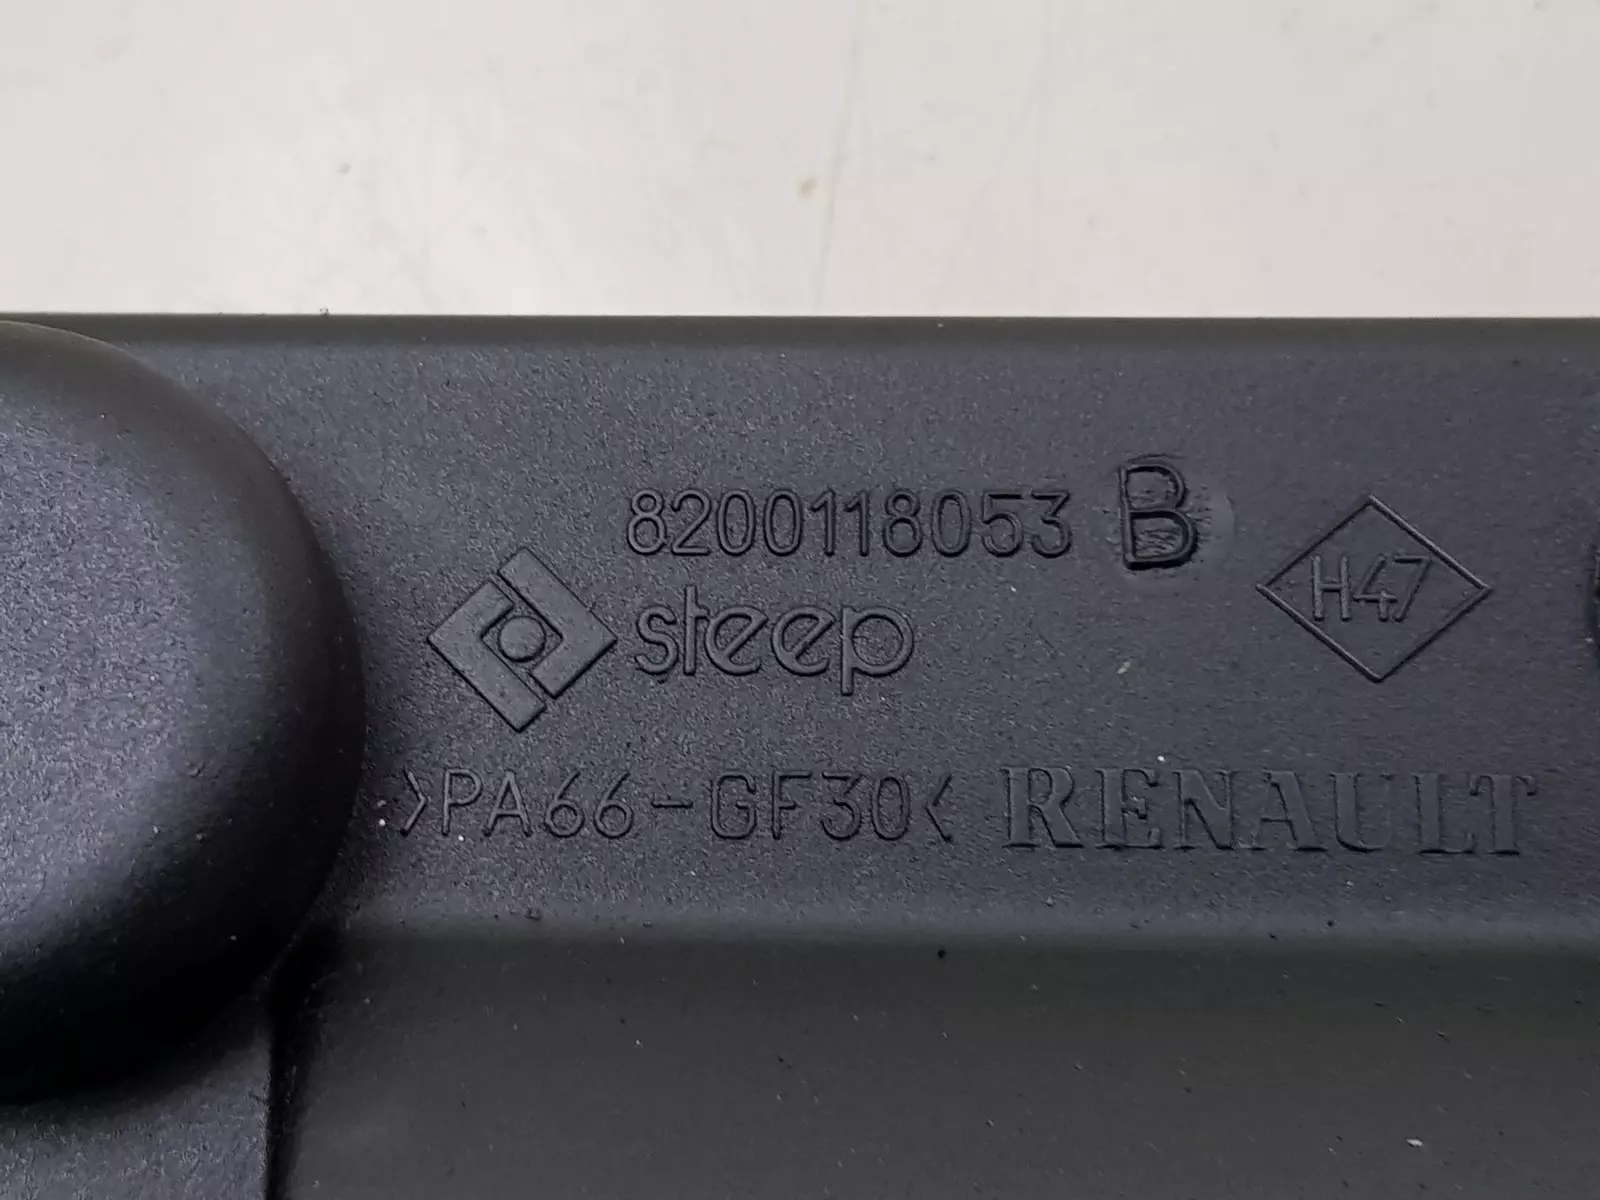 8200118053 B
steep
H47
>PA66-GF30< RENAULT